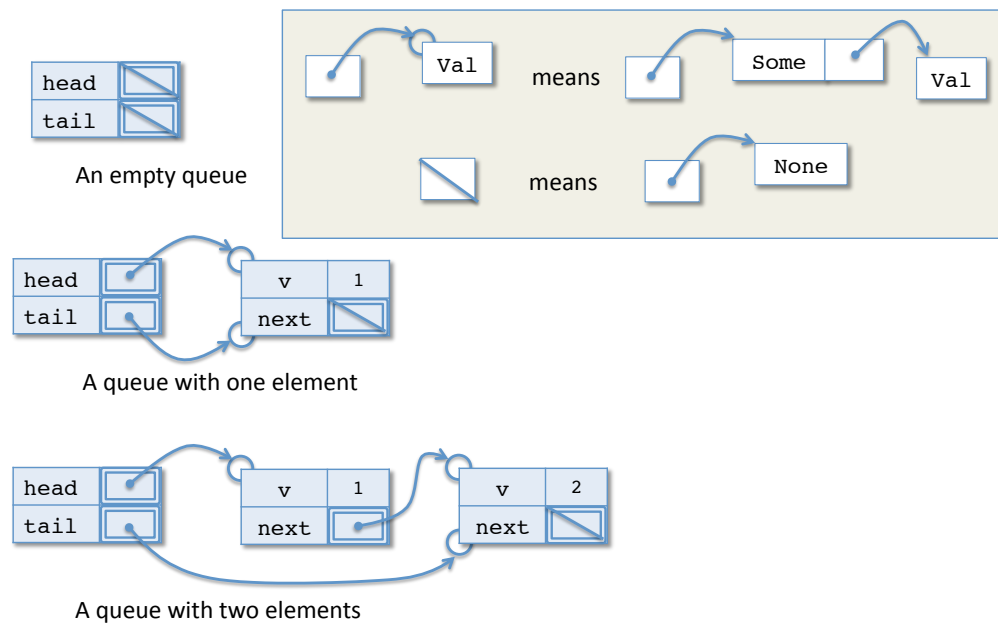 head
tail
An empty queue
Val
means
Some
Val
means
None
head
tail
v 1
next
A queue with one element
head
tail
v 1
next
v 2
next
A queue with two elements